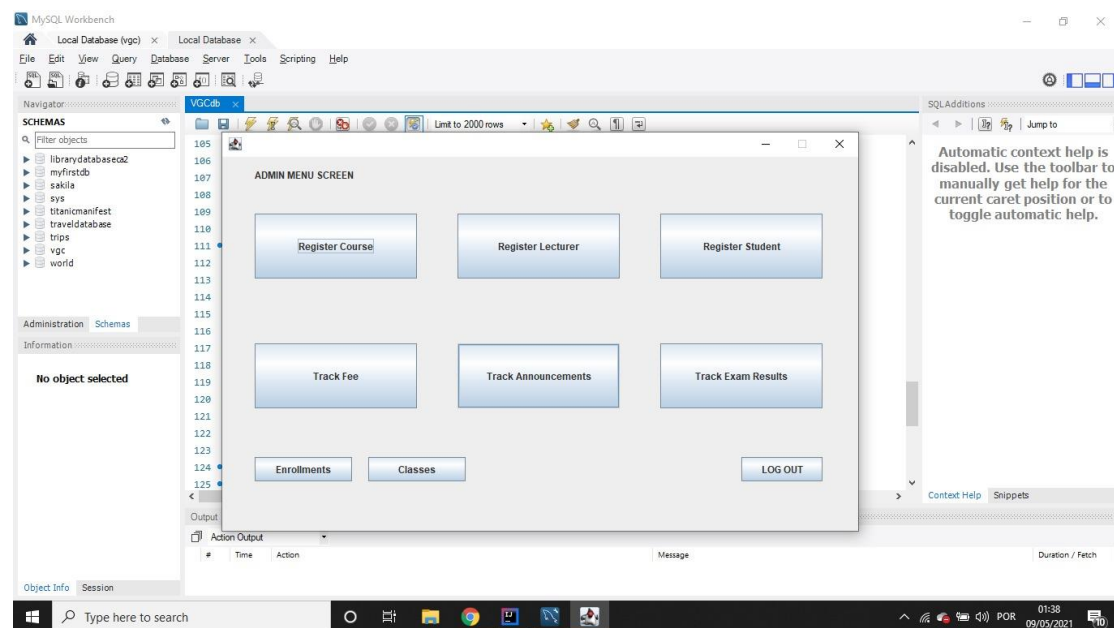 MySQL Workbench
Local Database (vgc) × Local Database ×
File Edit View Query Database Server Tools Scripting Help
Navigator
SCHEMAS
Filter objects
librarydatabaseca2
myfirstdb
sakila
sys
titanicmanifest
traveldatabase
trips
vgc
world
Administration Schemas
Information
No object selected
Object Info Session
VGCdb ×
Limit to 2000 rows
105
106
107
108
109
110
111
112
113
114
115
116
117
118
119
120
121
122
123
124
125
ADMIN MENU SCREEN
Register Course Register Lecturer Register Student
Track Fee Track Announcements Track Exam Results
Enrollments Classes LOG OUT
Output
Action Output
# Time Action Message Duration / Fetch
SQLAdditions
Jump to
Automatic context help is
disabled. Use the toolbar to
manually get help for the
current caret position or to
toggle automatic help.
Context Help Snippets
Type here to search
POR
01:38
09/05/2021